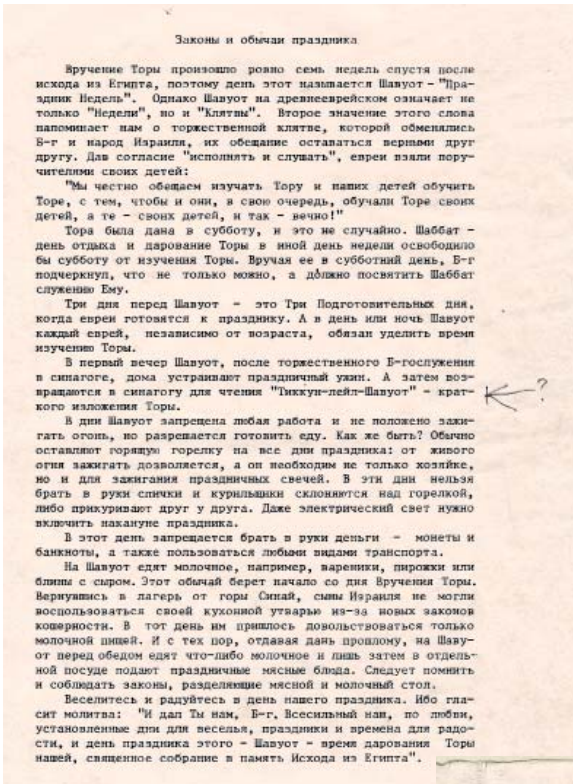 Законы и обычаи праздника
Вручение Торы произошло ровно семь недель спустя после
исхода из Египта, поэтому день этот называется Шавуот - "Пра-
здник Недель". Однако Шавуот на древнееврейском означает не
только "Недели", но и "Клятвы". Второе значение этого слова
напоминает нам о торжественной клятве, которой обменялись
Б-г и народ Израиля, их обещание оставаться верными друг
другу. Дав согласие "исполнять и слушать", евреи взяли пору-
чителями своих детей:
"Мы честно обещаем изучать Тору и наших детей обучить
Торе, с тем, чтобы и они, в свою очередь, обучали Торе своих
детей, а те - своих детей, и так - вечно!"
Тора была дана в субботу, и это не случайно. Шаббат -
день отдыха и дарование Торы в иной день недели освободило
бы субботу от изучения Торы. Вручая ее в субботний день, Б-г
подчеркнул, что не только можно, а должно посвятить Шаббат
служению Ему.
Три дня перед Шавуот - это Три Подготовительных дня,
когда евреи готовятся к празднику. А в день или ночь Шавуот
каждый еврей, независимо от возраста, обязан уделить время
изучению Торы.
В первый вечер Шавуот, после торжественного Б-гослужения
в синагоге, дома устраивают праздничный ужин. А затем воз-
вращаются в синагогу для чтения "Тиккун-лейл-Шавуот" - крат-
кого изложения Торы.
?
В дни Шавуот запрещена любая работа и не положено зажи-
гать огонь, но разрешается готовить еду. Как же быть? Обычно
оставляют горящую горелку на все дни праздника: от живого
огня зажигать дозволяется, а он необходим не только хозяйке,
но и для зажигания праздничных свечей. В эти дни нельзя
брать в руки спички и курильщики склоняются над горелкой,
либо прикуривают друг у друга. Даже электрический свет нужно
включить накануне праздника.
В этот день запрещается брать в руки деньги - монеты и
банкноты, а также пользоваться любыми видами транспорта.
На Шавуот едят молочное, например, вареники, пирожки или
блины с сыром. Этот обычай берет начало со дня Вручения Торы.
Вернувшись в лагерь от горы Синай, сыны Израиля не могли
воспользоваться своей кухонной утварью из-за новых законов
кошерности. В тот день им пришлось довольствоваться только
молочной пищей. И с тех пор, отдавая дань прошлому, на Шаву-
от перед обедом едят что-либо молочное и лишь затем в отдель-
ной посуде подают праздничные мясные блюда. Следует помнить
и соблюдать законы, разделяющие мясной и молочный стол.
Веселитесь и радуйтесь в день нашего праздника. Ибо гла-
сит молитва: "И дал Ты нам, Б-г, Всесильный наш, по любви,
установленные дни для веселья, праздники и времена для радо-
сти, и день праздника этого - Шавуот - время дарования Торы
нашей, священное собрание в память Исхода из Египта".